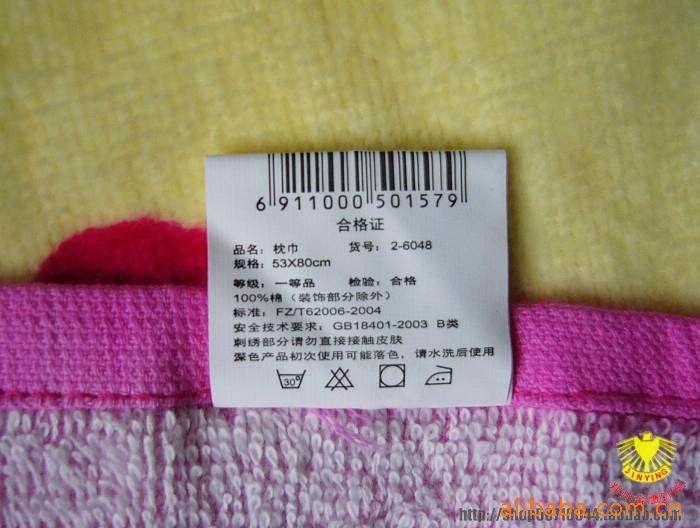 6 911000 501579
合格证
品名：枕巾 货号：2-6048
规格：53X80cm
等级：一等品 检验：合格
100%棉（装饰部分除外）
标准：FZ/T62006-2004
安全技术要求：GB18401-2003 B类
刺绣部分请勿直接接触皮肤
深色产品初次使用可能落色，请水洗后使用
30°
JINYING
alibaba.com.cn